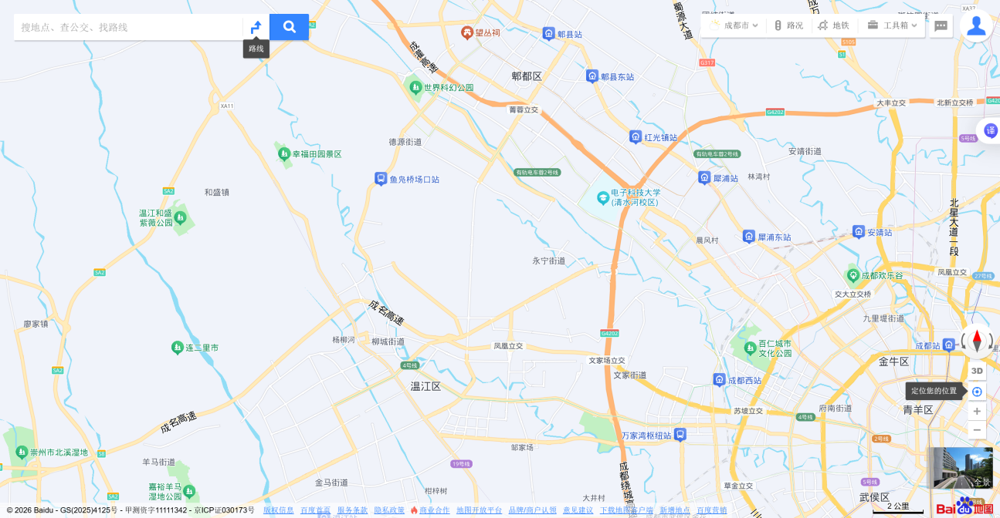 搜地点、查公交、找路线
路线
成都市
路况
地铁
工具箱
XA37
成万
蜀源大道
SA2
望丛祠
郫县站
成灌高速
S105
S1
G317
郫都区
郫县东站
世界科幻公园
XA11
菁蓉立交
G4202
大丰立交
北新立交桥
G4202
译
5号线
红光镇站
德源街道
幸福田园景区
有轨电车蓉2号线
安靖街道
有轨电车蓉2号线
鱼凫桥场口站
犀浦站
林湾村
SA2
和盛镇
电子科技大学
(清水河校区)
北星大道一段
温江和盛
紫薇公园
晨风村
犀浦东站
安靖站
永宁街道
SA2
成都欢乐谷
凤凰立交
27号线
交大立交桥
成名高速
廖家镇
九里堤街道
杨柳河
柳城街道
G4202
凤凰立交
连二里市
百仁城市
文化公园
成都站
里
文家场立交
金牛区
4号线
SA2
文家街道
3D
成都西站
温江区
定位您的位置
苏坡立交
府南街道
青羊区
4号线
成名高速
万家湾枢纽站
2号线
邹家场
崇州市北溪湿地
S8
羊马街道
19号线
成都绕城高
嘉裕羊马
湿地公园
金马街道
柑梓树
草金立交
5号线
全景
SA2
大井村
武侯区
2 公里
Bai du 地图
© 2026 Baidu - GS(2025)4125号 - 甲测资字11111342 - 京ICP证030173号 版权信息 百度首页 服务条款 隐私政策 商业合作 地图开放平台 品牌/商户认领 意见建议 下载地图客户端 新增地点 百度营销